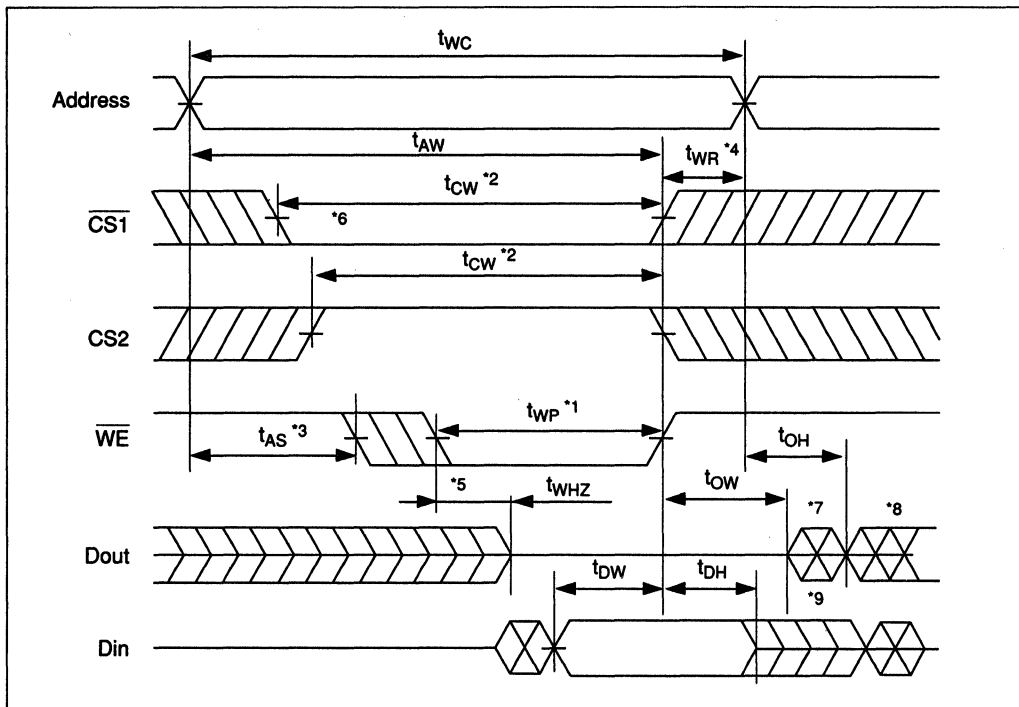 tWC
Address
tAW
tWR *4
tCW *2
CS1
*6
tCW *2
CS2
WE
tWP *1
tAS *3
tOH
*5
tWHZ
tOW
*7
*8
Dout
tDW
tDH
*9
Din